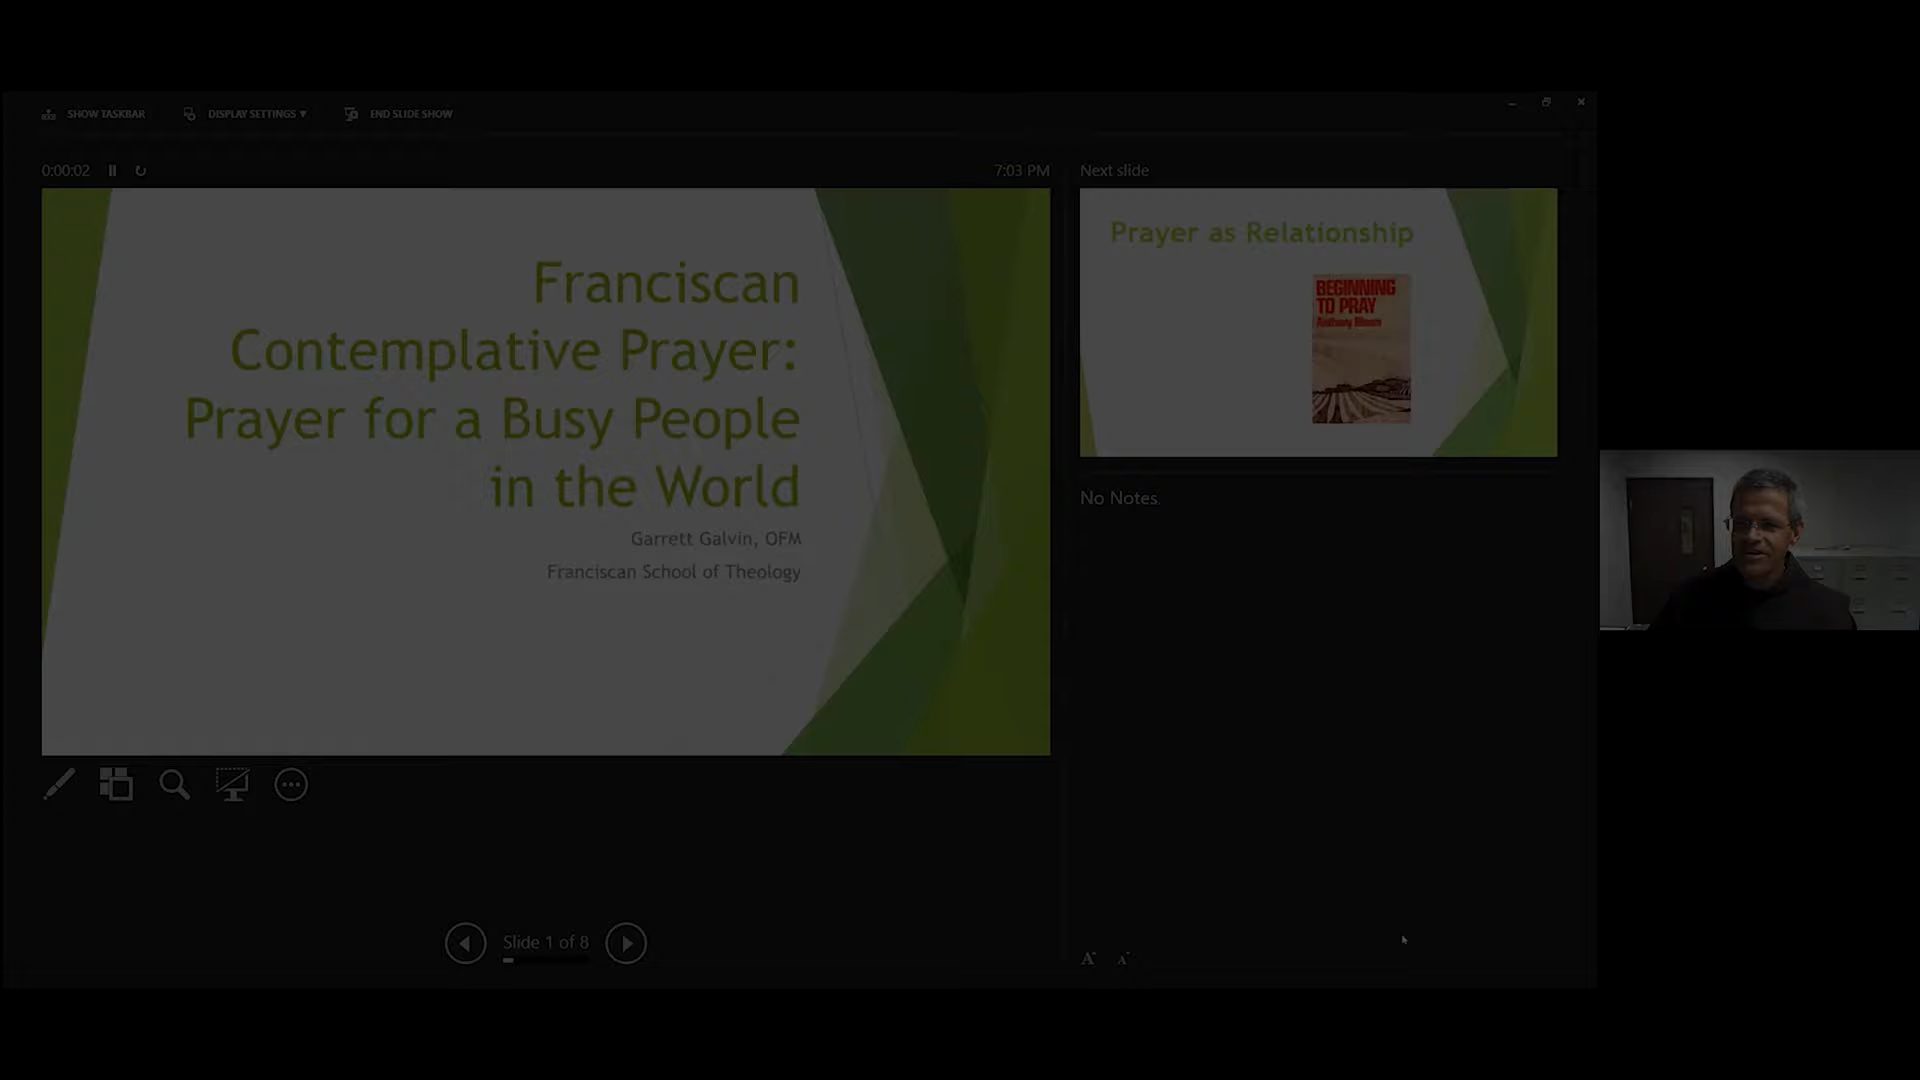 SHOW TASKBAR
DISPLAY SETTINGS ▾
END SLIDE SHOW
0:00:02
7:03 PM
Franciscan
Contemplative Prayer:
Prayer for a Busy People
in the World
Garrett Galvin, OFM
Franciscan School of Theology
Next slide
Prayer as Relationship
BEGINNING
TO PRAY
Anthony Bloom
No Notes.
Slide 1 of 8
A A